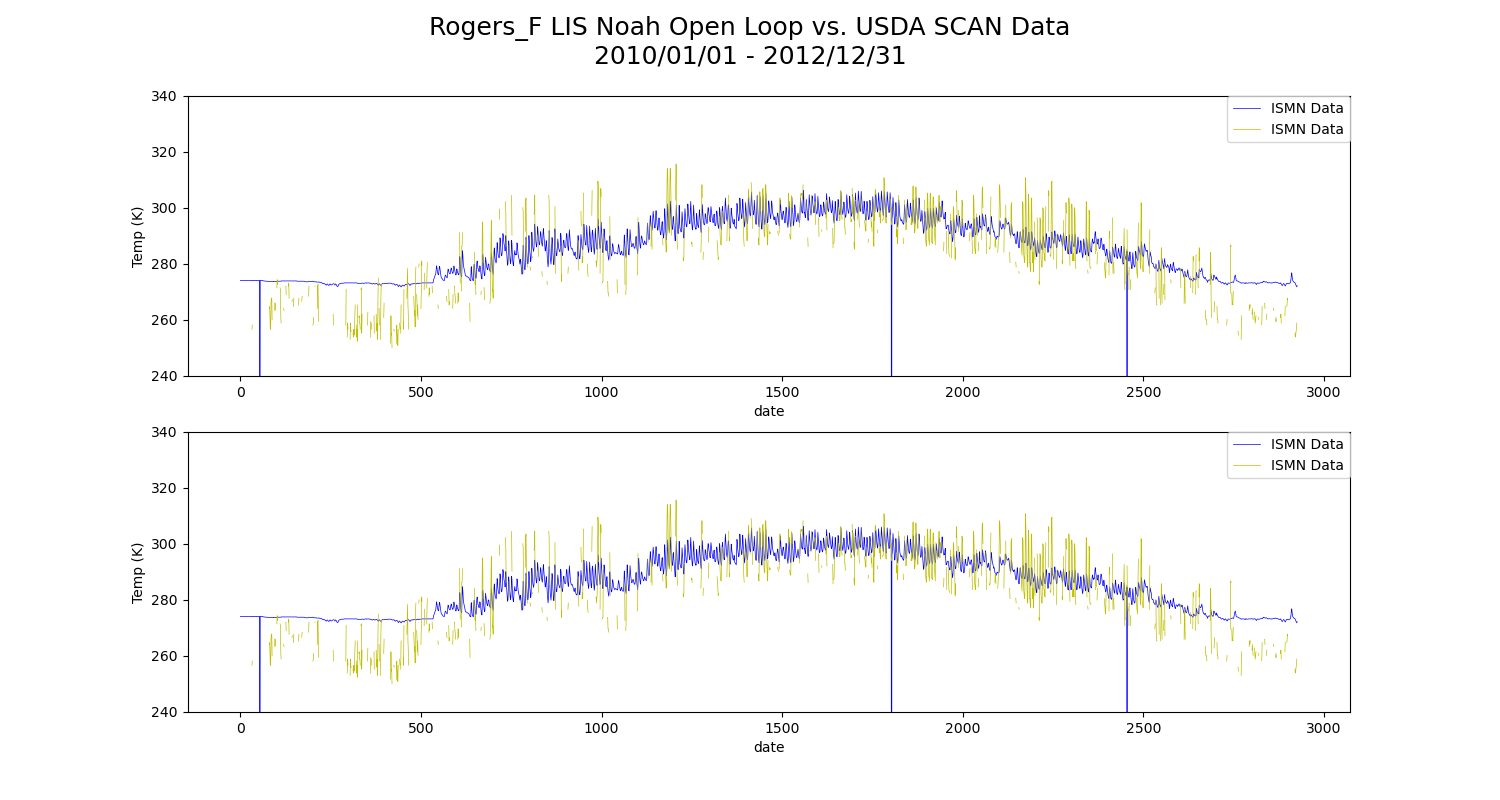 Rogers_F LIS Noah Open Loop vs. USDA SCAN Data
2010/01/01 - 2012/12/31
340
320
300
280
260
240
Temp (K)
ISMN Data
ISMN Data
0 500 1000 1500 2000 2500 3000
date
340
320
300
280
260
240
Temp (K)
ISMN Data
ISMN Data
0 500 1000 1500 2000 2500 3000
date